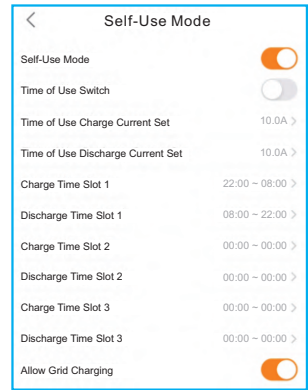 Self-Use Mode
Self-Use Mode
Time of Use Switch
Time of Use Charge Current Set 10.0A >
Time of Use Discharge Current Set 10.0A >
Charge Time Slot 1 22:00 ~ 08:00 >
Discharge Time Slot 1 08:00 ~ 22:00 >
Charge Time Slot 2 00:00 ~ 00:00 >
Discharge Time Slot 2 00:00 ~ 00:00 >
Charge Time Slot 3 00:00 ~ 00:00 >
Discharge Time Slot 3 00:00 ~ 00:00 >
Allow Grid Charging